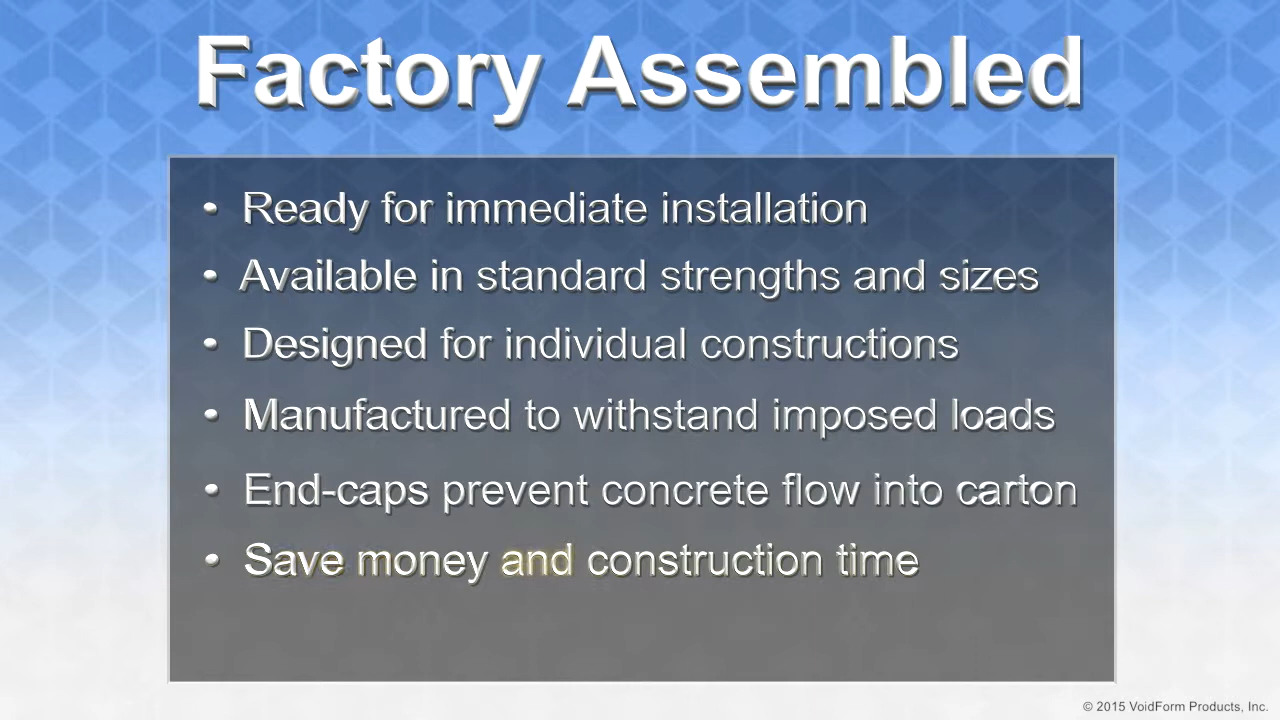 Factory Assembled
• Ready for immediate installation
• Available in standard strengths and sizes
• Designed for individual constructions
• Manufactured to withstand imposed loads
• End-caps prevent concrete flow into carton
• Save money and construction time
© 2015 VoidForm Products, Inc.